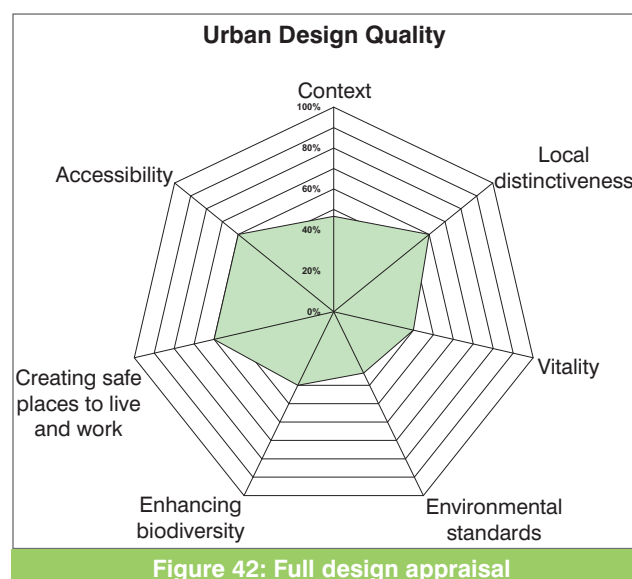 Urban Design Quality
Context
100%
80%
60%
40%
20%
0%
Local
distinctiveness
Vitality
Environmental
standards
Enhancing
biodiversity
Creating safe
places to live
and work
Accessibility
Figure 42: Full design appraisal